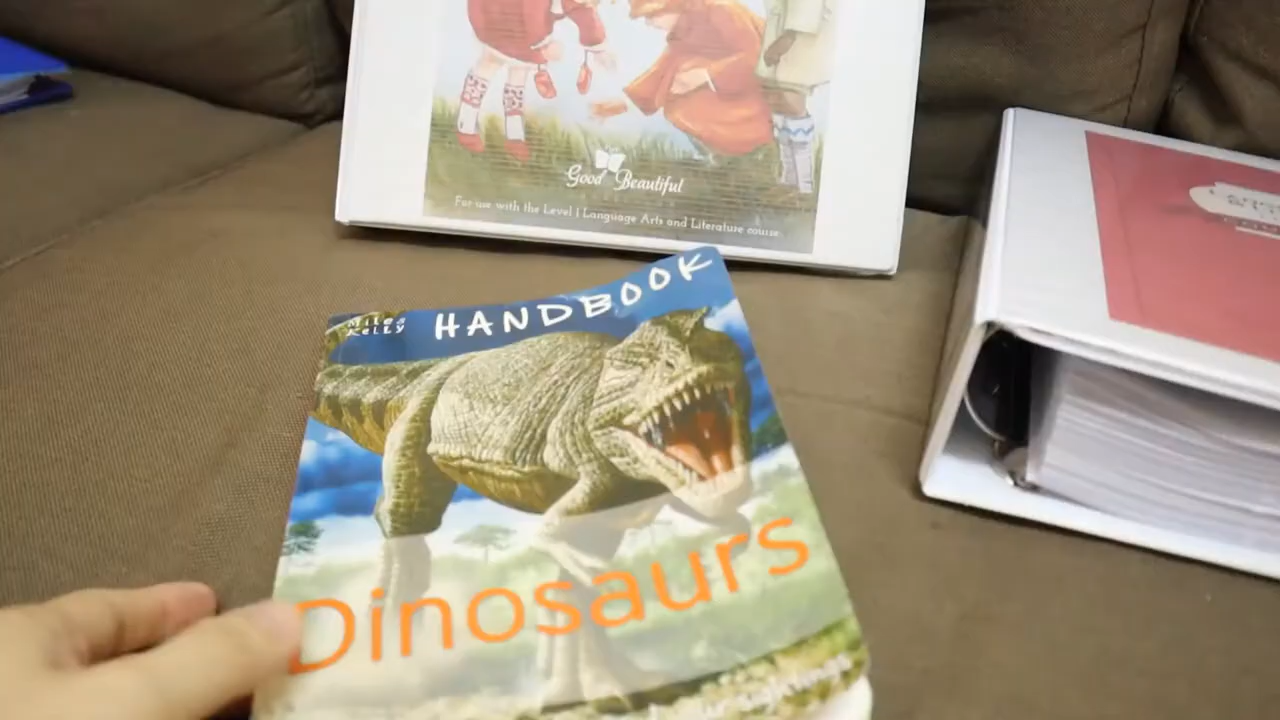 Good Beautiful
For use with the Level 1 Language Arts and Literature course.
Miles
Kelly
HANDBOOK
Dinosaurs